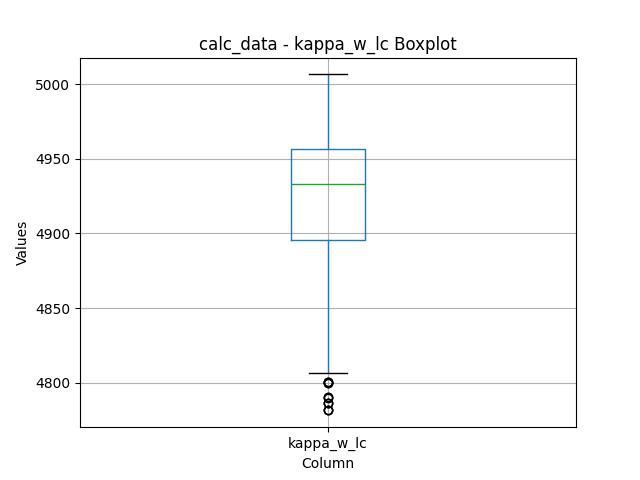 calc_data - kappa_w_lc Boxplot
5000
4950
4900
4850
4800
Values
kappa_w_lc
Column